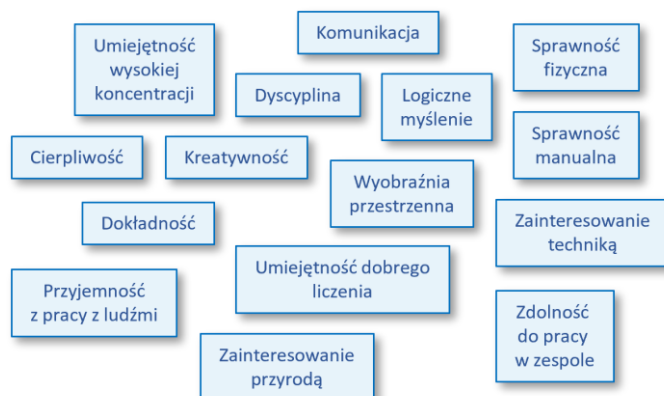 Komunikacja
Umiejętność
wysokiej
koncentracji
Sprawność
fizyczna
Dyscyplina
Logiczne
myślenie
Sprawność
manualna
Cierpliwość
Kreatywność
Wyobraźnia
przestrzenna
Dokładność
Zainteresowanie
techniką
Umiejętność dobrego
liczenia
Przyjemność
z pracy z ludźmi
Zdolność
do pracy
w zespole
Zainteresowanie
przyrodą